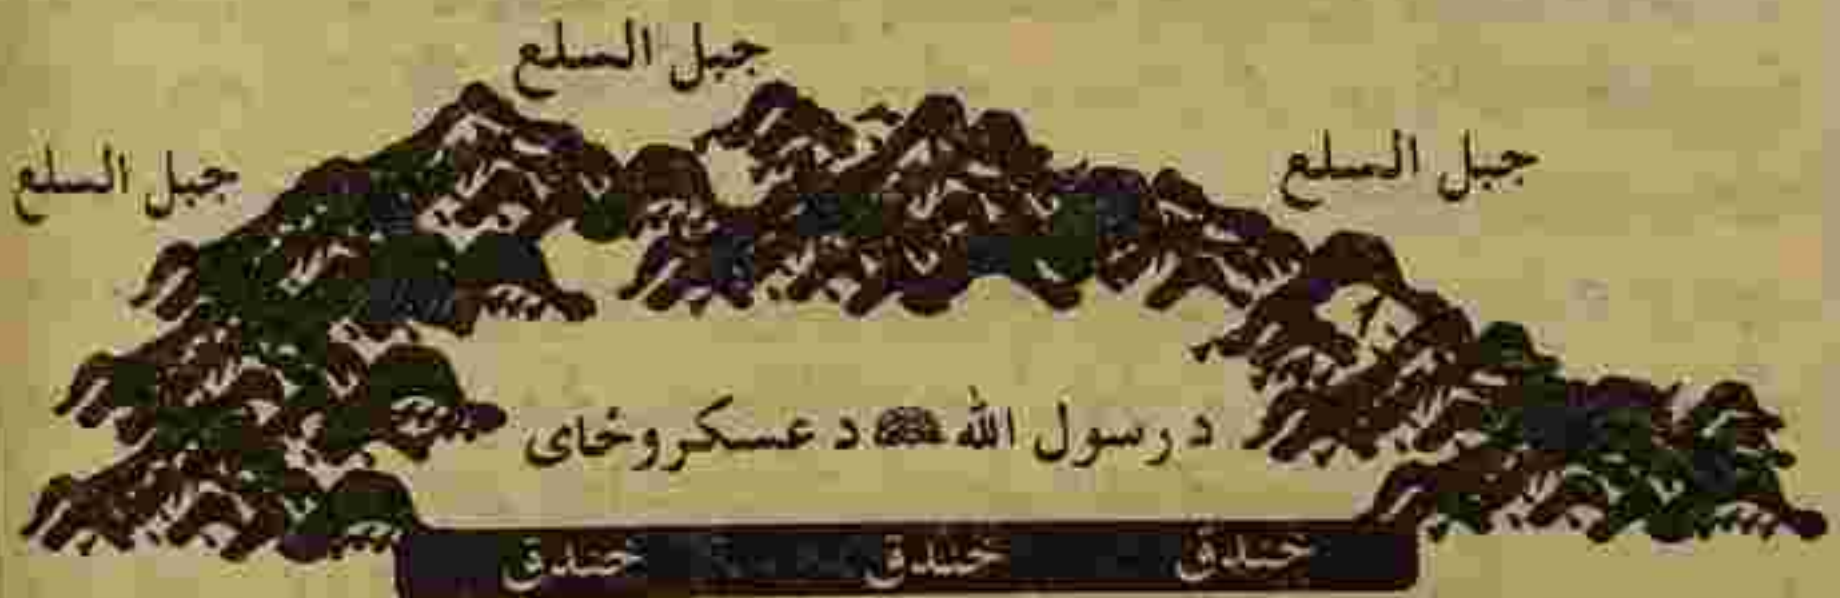 جبل السلع
جبل السلع
جبل السلع
د رسول الله ﷺ د عسکرو ځای
خندق خندق خندق